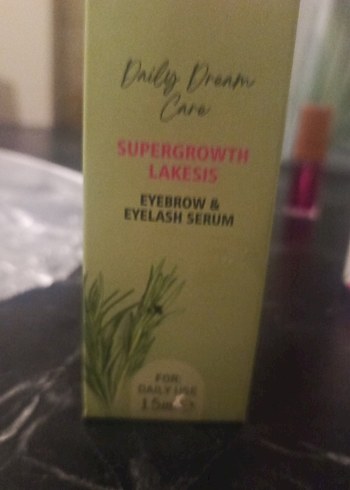 Daily Dream
Care
SUPERGROWTH
LAKESIS
EYEBROW &
EYELASH SERUM
FOR
DAILY USE